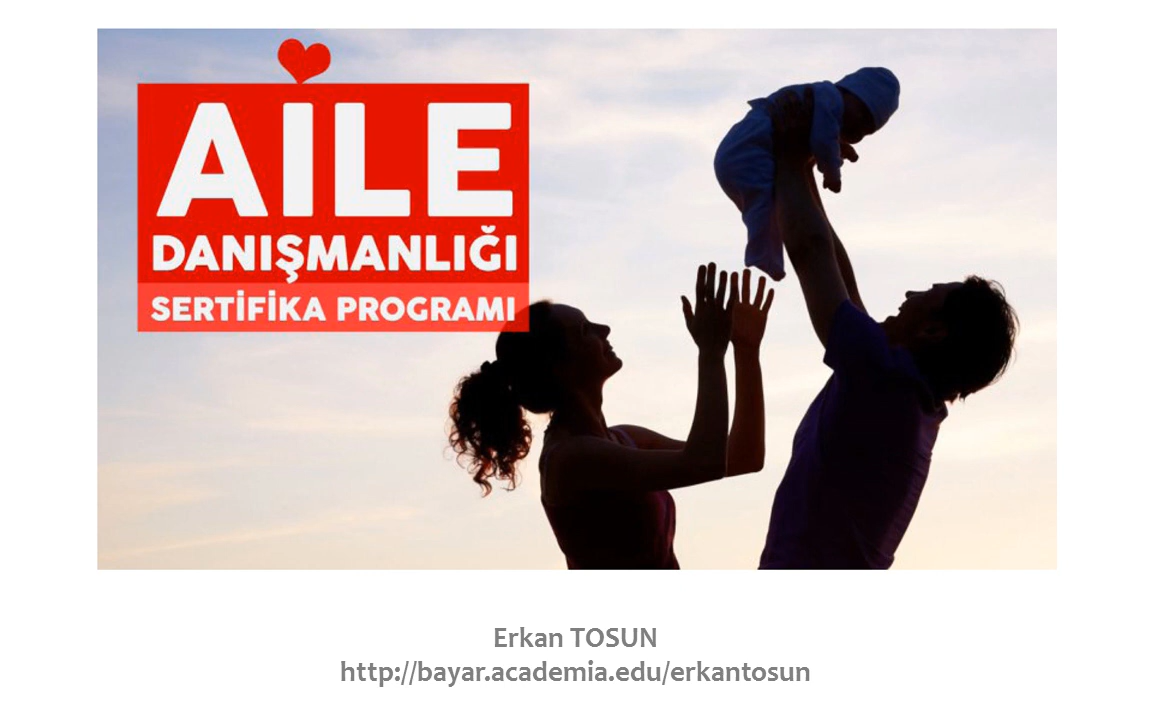 AİLE
DANIŞMANLIĞI
SERTİFİKA PROGRAMI
Erkan TOSUN
http://bayar.academia.edu/erkantosun